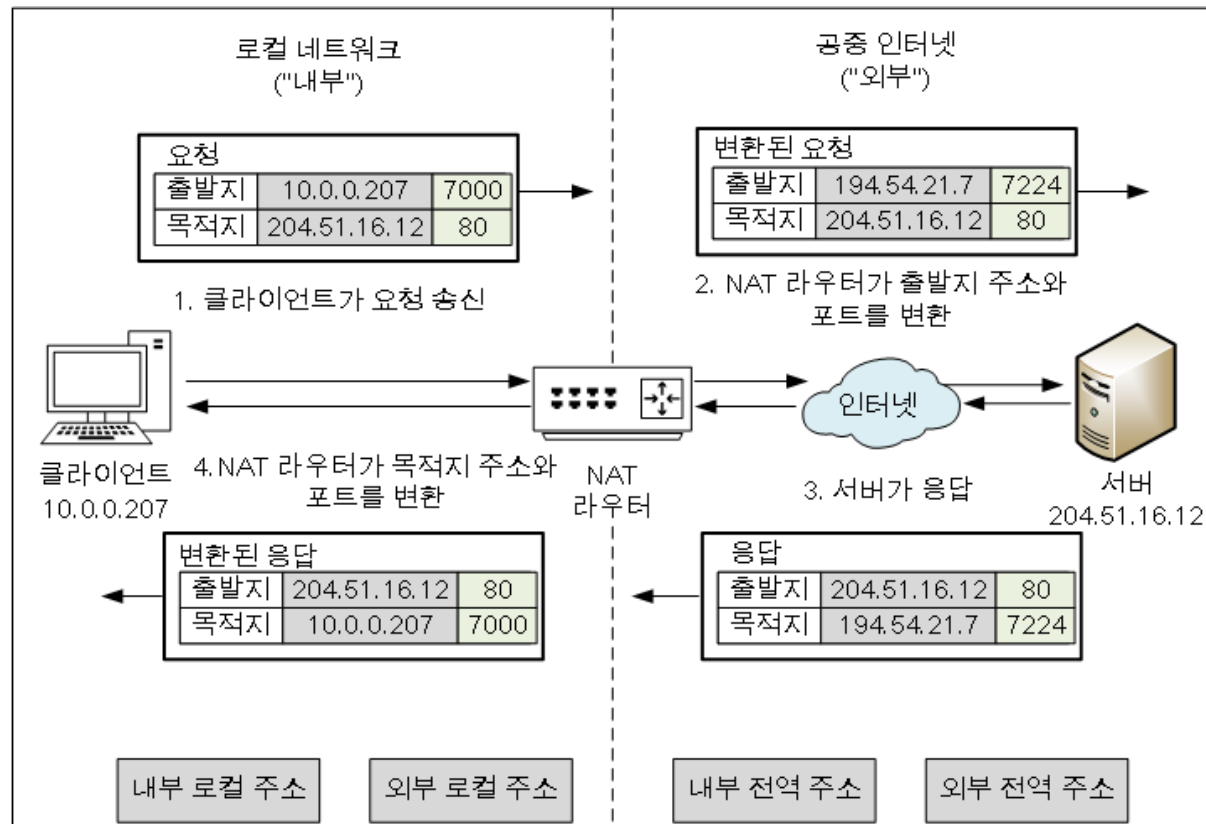 로컬 네트워크
("내부")
공중 인터넷
("외부")
요청
출발지 10.0.0.207 7000
목적지 204.51.16.12 80
변환된 요청
출발지 194.54.21.7 7224
목적지 204.51.16.12 80
1. 클라이언트가 요청 송신
2. NAT 라우터가 출발지 주소와
포트를 변환
인터넷
클라이언트
10.0.0.207
4.NAT 라우터가 목적지 주소와
포트를 변환
NAT
라우터
3. 서버가 응답
서버
204.51.16.12
변환된 응답
출발지 204.51.16.12 80
목적지 10.0.0.207 7000
응답
출발지 204.51.16.12 80
목적지 194.54.21.7 7224
내부 로컬 주소
외부 로컬 주소
내부 전역 주소
외부 전역 주소